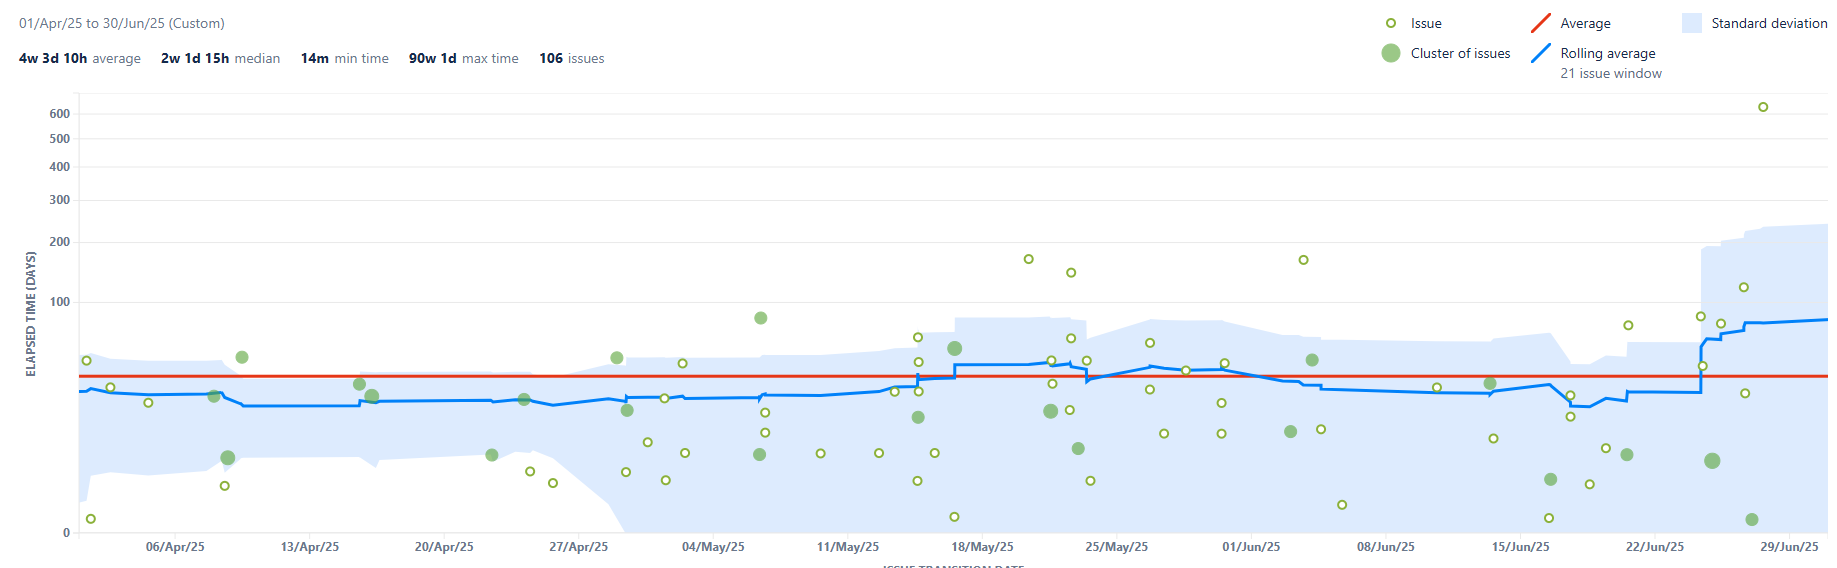 01/Apr/25 to 30/Jun/25 (Custom)
4w 3d 10h average 2w 1d 15h median 14m min time 90w 1d max time 106 issues
Issue
Average
Standard deviation
Cluster of issues
Rolling average
21 issue window
ELAPSED TIME (DAYS)
600
500
400
300
200
100
0
06/Apr/25 13/Apr/25 20/Apr/25 27/Apr/25 04/May/25 11/May/25 18/May/25 25/May/25 01/Jun/25 08/Jun/25 15/Jun/25 22/Jun/25 29/Jun/25
ISSUE TRANSITION DATE